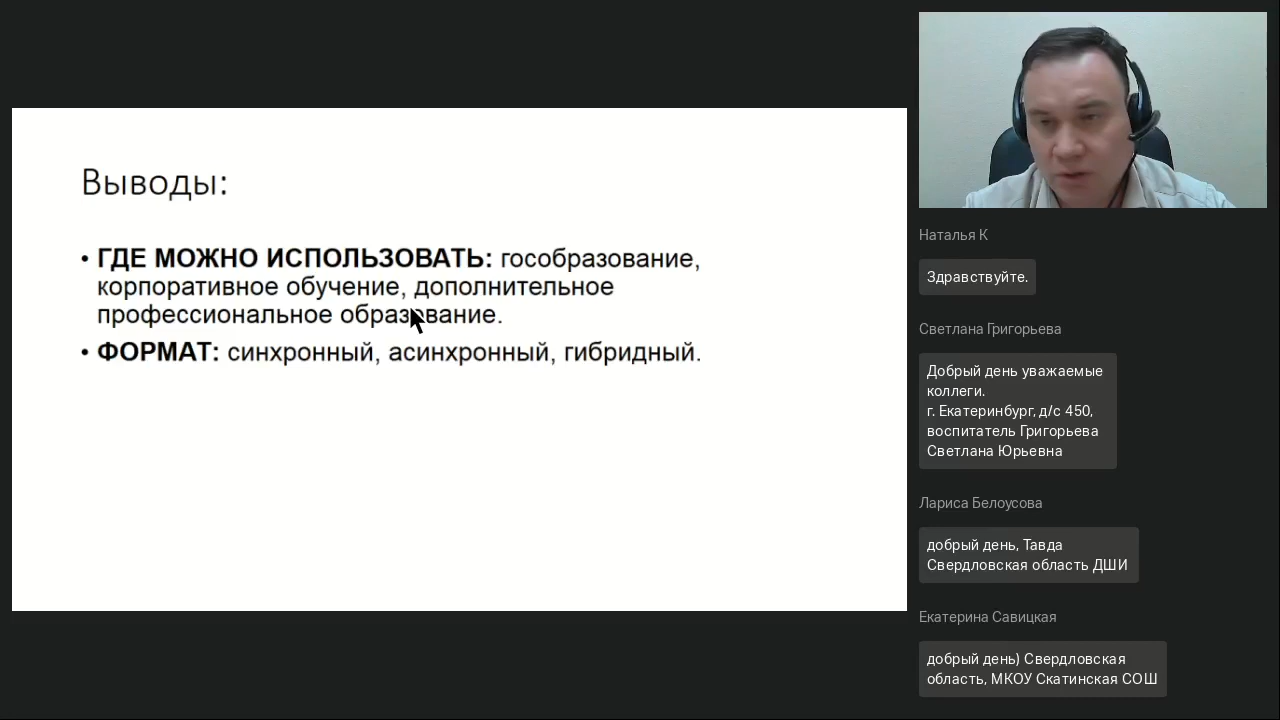 Выводы:
• ГДЕ МОЖНО ИСПОЛЬЗОВАТЬ: гособразование,
корпоративное обучение, дополнительное
профессиональное образование.
• ФОРМАТ: синхронный, асинхронный, гибридный.
Наталья К
Здравствуйте.
Светлана Григорьева
Добрый день уважаемые
коллеги.
г. Екатеринбург, д/с 450,
воспитатель Григорьева
Светлана Юрьевна
Лариса Белоусова
добрый день, Тавда
Свердловская область ДШИ
Екатерина Савицкая
добрый день) Свердловская
область, МКОУ Скатинская СОШ